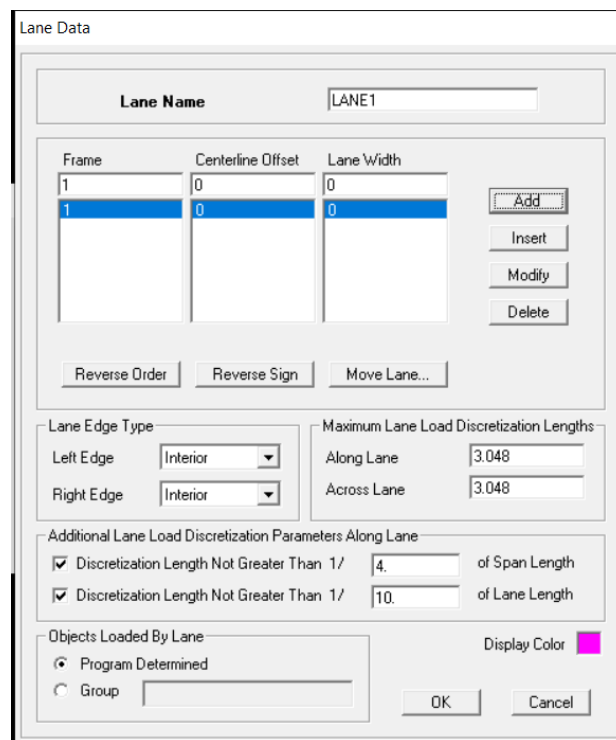 Lane Data
Lane Name LANE1
Frame Centerline Offset Lane Width
1 0 0
1 0 0
Add
Insert
Modify
Delete
Reverse Order Reverse Sign Move Lane...
Lane Edge Type
Left Edge Interior
Right Edge Interior
Maximum Lane Load Discretization Lengths
Along Lane 3.048
Across Lane 3.048
Additional Lane Load Discretization Parameters Along Lane
Discretization Length Not Greater Than 1/ 4. of Span Length
Discretization Length Not Greater Than 1/ 10. of Lane Length
Objects Loaded By Lane
Program Determined
Group
Display Color
OK Cancel